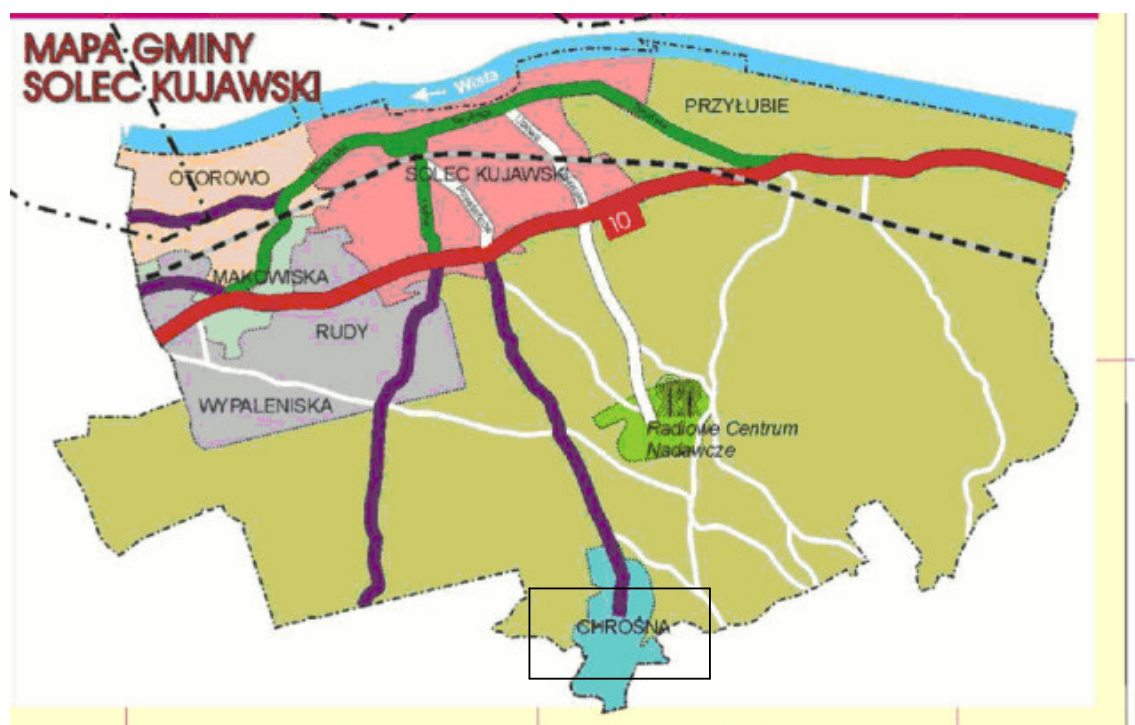 MAPA GMINY
SOLEC KUJAWSKI
Wisła
PRZYŁUBIE
OTOROWO
SOLEC KUJAWSKI
10
MAKOWISKA
RUDY
WYPALENISKA
Radiowe Centrum
Nadawcze
CHROŚNA